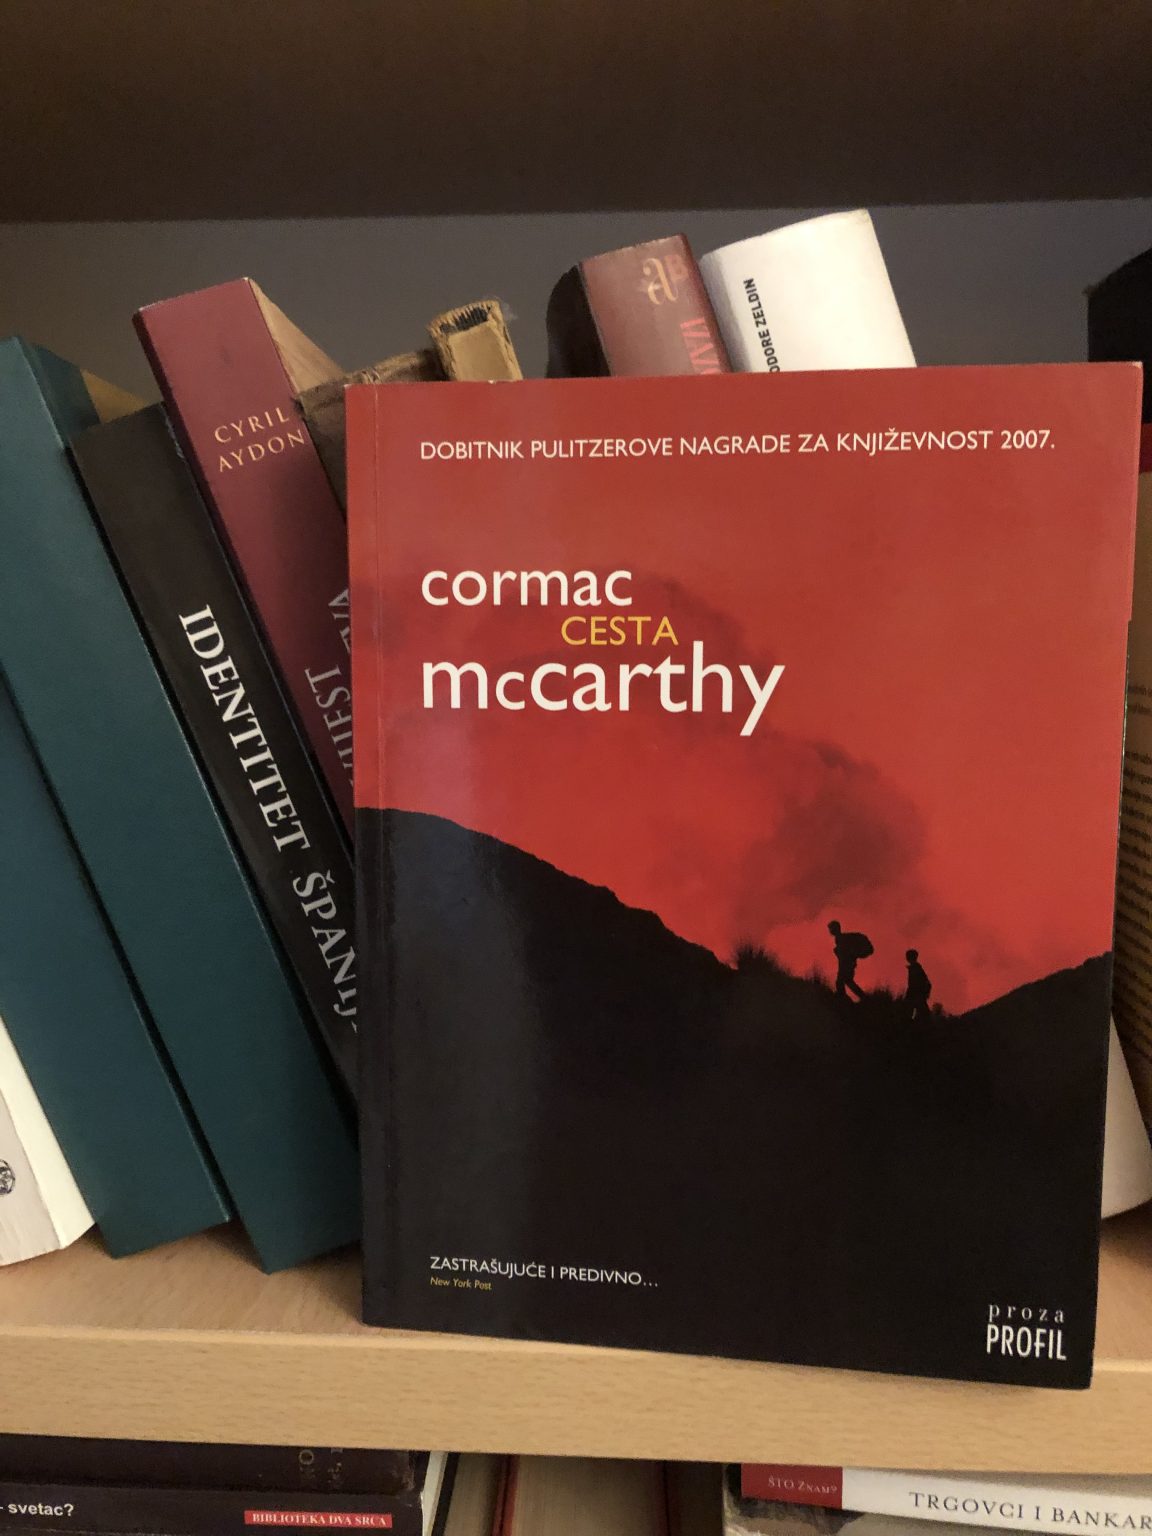 DOBITNIK PULITZEROVE NAGRADE ZA KNJIŽEVNOST 2007.
cormac
CESTA
mccarthy
ZASTRAŠUJUĆE I PREDIVNO...
New York Post
proza
PROFIL
CYRIL
AYDON
IDENTITET
ZELDIN
- svetac?
BIBLIOTEKA DVA SRCA
ŠTO ZNAM?
TRGOVCI I